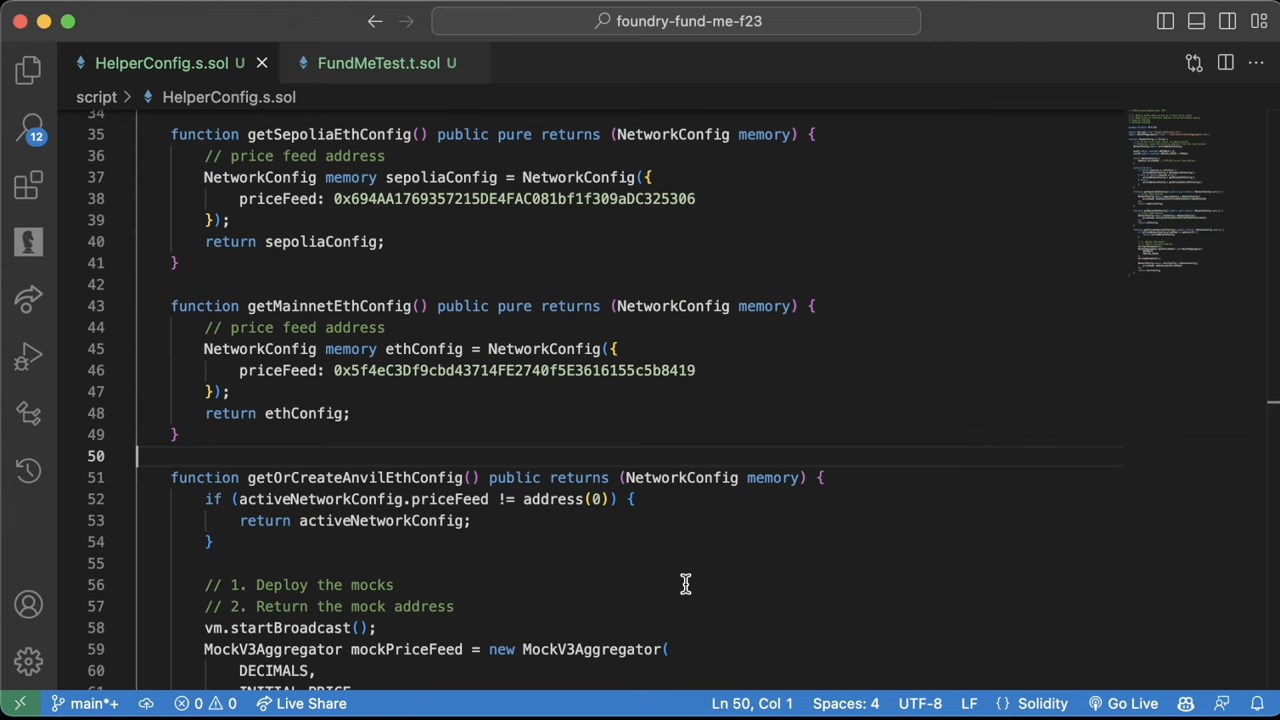 foundry-fund-me-f23
HelperConfig.s.sol U
FundMeTest.t.sol U
script > HelperConfig.s.sol
12
34
35 function getSepoliaEthConfig() public pure returns (NetworkConfig memory) {
36 // price feed address
37 NetworkConfig memory sepoliaConfig = NetworkConfig({
38 priceFeed: 0x694AA1769357215DE4FAC081bf1f309aDC325306
39 });
40 return sepoliaConfig;
41 }
42
43 function getMainnetEthConfig() public pure returns (NetworkConfig memory) {
44 // price feed address
45 NetworkConfig memory ethConfig = NetworkConfig({
46 priceFeed: 0x5f4eC3Df9cbd43714FE2740f5E3616155c5b8419
47 });
48 return ethConfig;
49 }
50
51 function getOrCreateAnvilEthConfig() public returns (NetworkConfig memory) {
52 if (activeNetworkConfig.priceFeed != address(0)) {
53 return activeNetworkConfig;
54 }
55
56 // 1. Deploy the mocks
57 // 2. Return the mock address
58 vm.startBroadcast();
59 MockV3Aggregator mockPriceFeed = new MockV3Aggregator(
60 DECIMALS,
61 INITIAL_PRICE
main*+ 0 0 Live Share Ln 50, Col 1 Spaces: 4 UTF-8 LF {} Solidity Go Live